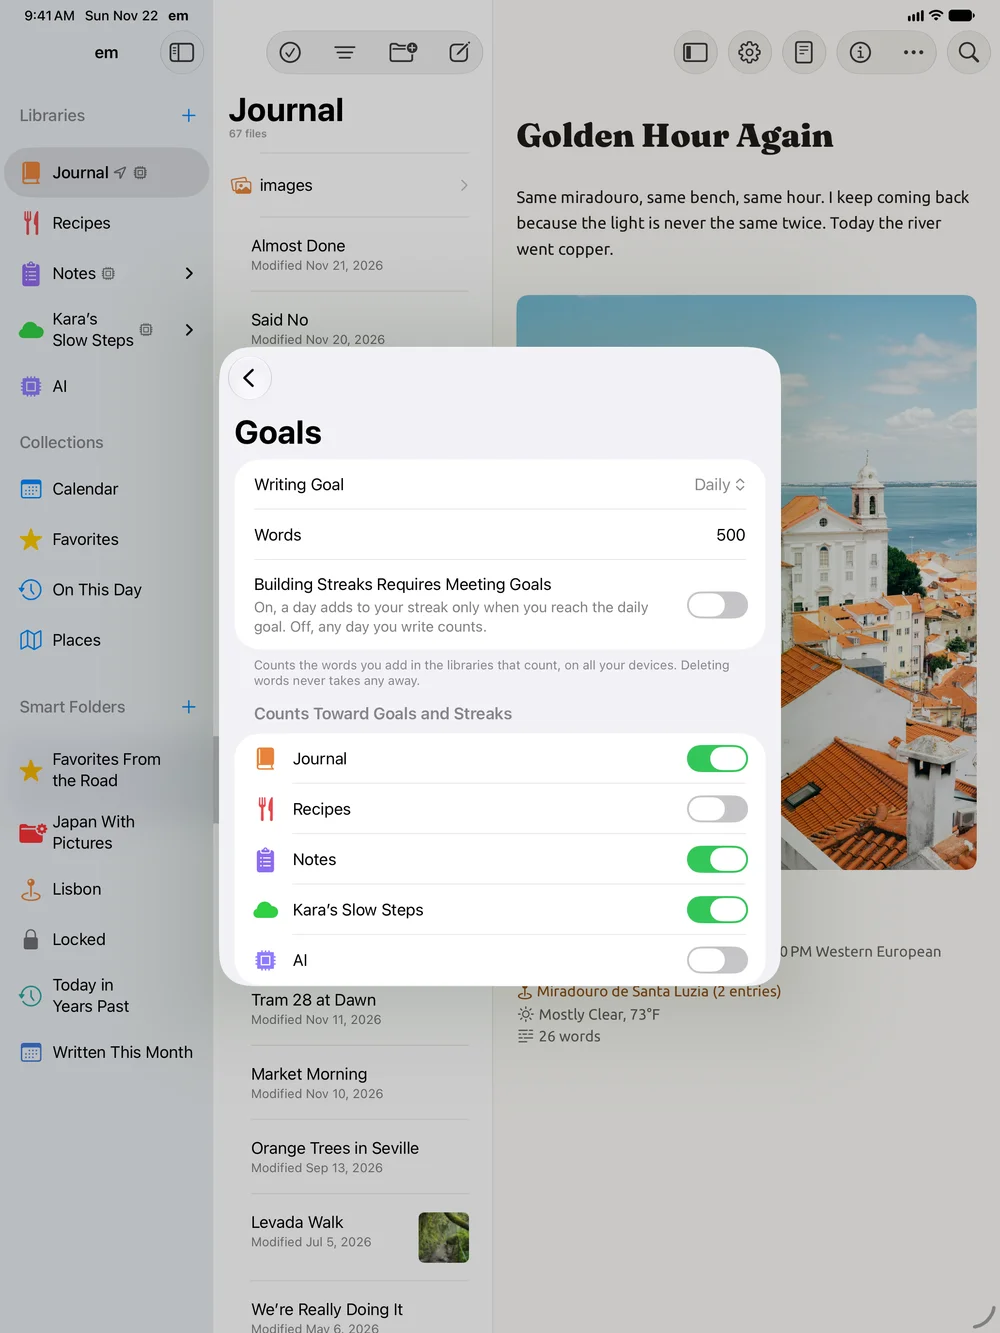 9:41 AM Sun Nov 22 em
em
Libraries
Journal
Recipes
Notes
Kara's
Slow Steps
AI
Collections
Calendar
Favorites
On This Day
Places
Smart Folders
Favorites From
the Road
Japan With
Pictures
Lisbon
Locked
Today in
Years Past
Written This Month
Journal
67 files
images
Almost Done
Modified Nov 21, 2026
Said No
Modified Nov 20, 2026
Tram 28 at Dawn
Modified Nov 11, 2026
Market Morning
Modified Nov 10, 2026
Orange Trees in Seville
Modified Sep 13, 2026
Levada Walk
Modified Jul 5, 2026
We're Really Doing It
Modified May 6, 2026
Golden Hour Again
Same miradouro, same bench, same hour. I keep coming back
because the light is never the same twice. Today the river
went copper.
0 PM Western European
Miradouro de Santa Luzia (2 entries)
Mostly Clear, 73°F
26 words
Goals
Writing Goal Daily
Words 500
Building Streaks Requires Meeting Goals
On, a day adds to your streak only when you reach the daily
goal. Off, any day you write counts.
Counts the words you add in the libraries that count, on all your devices. Deleting
words never takes any away.
Counts Toward Goals and Streaks
Journal
Recipes
Notes
Kara's Slow Steps
AI